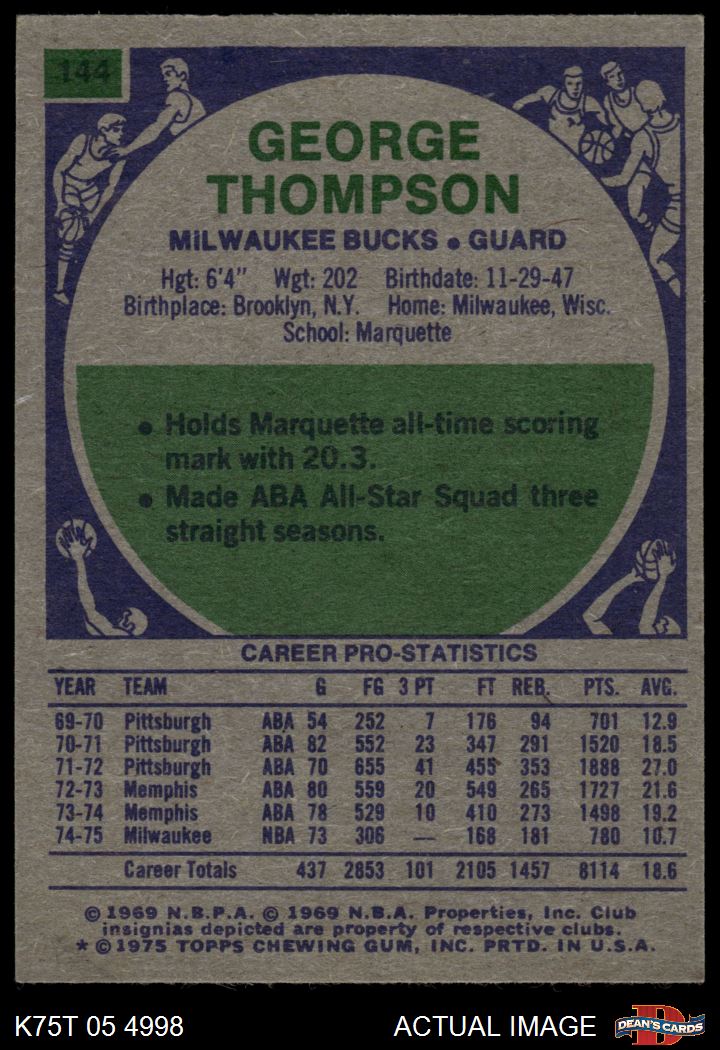 144
GEORGE
THOMPSON
MILWAUKEE BUCKS • GUARD
Hgt: 6'4" Wgt: 202 Birthdate: 11-29-47
Birthplace: Brooklyn, N.Y. Home: Milwaukee, Wisc.
School: Marquette
• Holds Marquette all-time scoring
mark with 20.3.
• Made ABA All-Star Squad three
straight seasons.
CAREER PRO-STATISTICS
YEAR TEAM G FG 3 PT FT REB. PTS. AVG.
69-70 Pittsburgh ABA 54 252 7 176 94 701 12.9
70-71 Pittsburgh ABA 82 552 23 347 291 1520 18.5
71-72 Pittsburgh ABA 70 655 41 455 353 1888 27.0
72-73 Memphis ABA 80 559 20 549 265 1727 21.6
73-74 Memphis ABA 78 529 10 410 273 1498 19.2
74-75 Milwaukee NBA 73 306 — 168 181 780 10.7
Career Totals 437 2853 101 2105 1457 8114 18.6
© 1969 N.B.P.A. © 1969 N.B.A. Properties, Inc. Club
insignias depicted are property of respective clubs.
* © 1975 TOPPS CHEWING GUM, INC. PRTD. IN U.S.A.
K75T 05 4998 ACTUAL IMAGE
D
DEAN'S CARDS